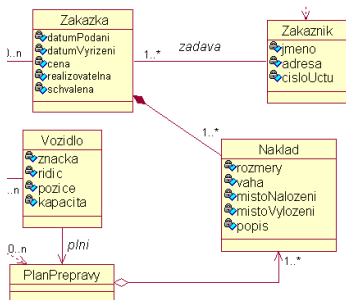 Zakazka
datumPodani
datumVyrizeni
cena
realizovatelna
schvalena
0..n
1..*
zadava
Zakaznik
jmeno
adresa
cisloUctu
Vozidlo
znacka
ridic
pozice
kapacita
..n
1..*
Naklad
rozmery
vaha
mistoNalozeni
mistoVylozeni
popis
plni
0..n
1..*
PlanPrepravy